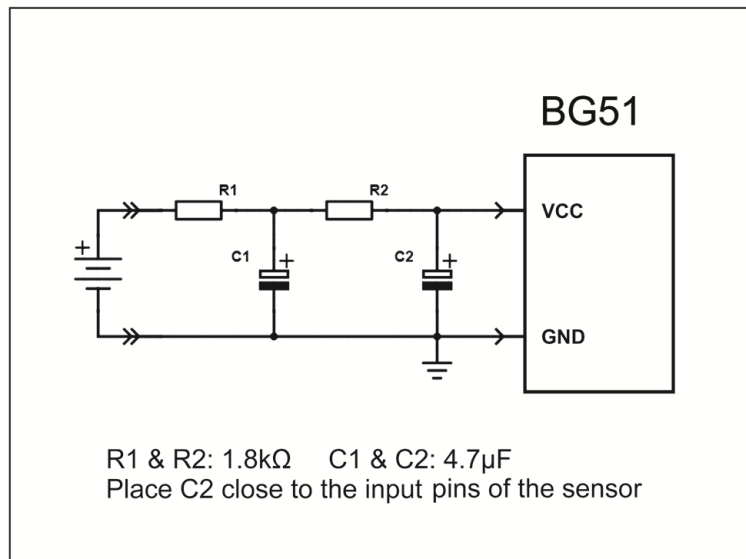 BG51
R1
R2
VCC
+
C1
+
C2
+
GND
R1 & R2: 1.8kΩ C1 & C2: 4.7µF
Place C2 close to the input pins of the sensor